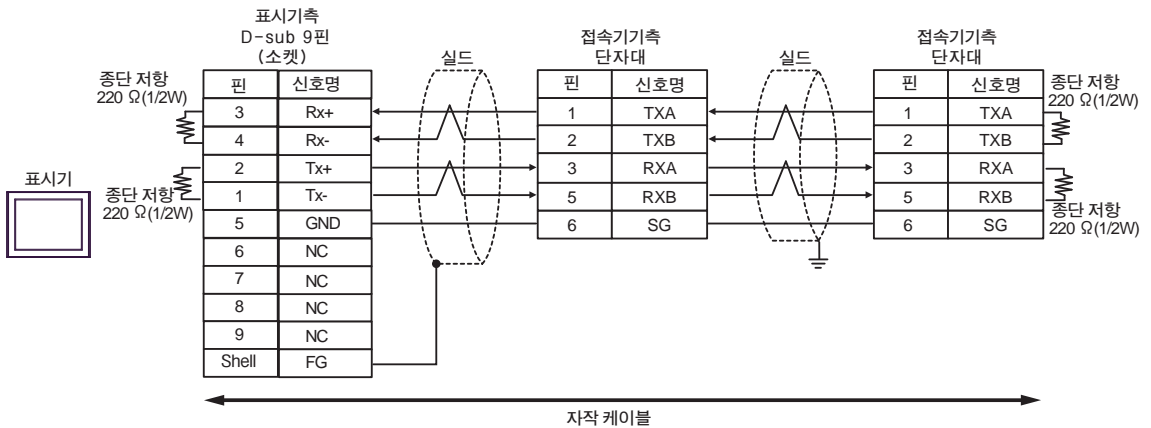 표시기측
D-sub 9핀
(소켓)
실드
접속기기측
단자대
실드
접속기기측
단자대
종단 저항
220 Ω(1/2W)
핀 신호명
3 Rx+
4 Rx-
2 Tx+
1 Tx-
5 GND
6 NC
7 NC
8 NC
9 NC
Shell FG
종단 저항
220 Ω(1/2W)
표시기
핀 신호명
1 TXA
2 TXB
3 RXA
5 RXB
6 SG
핀 신호명
1 TXA
2 TXB
3 RXA
5 RXB
6 SG
종단 저항
220 Ω(1/2W)
종단 저항
220 Ω(1/2W)
자작 케이블